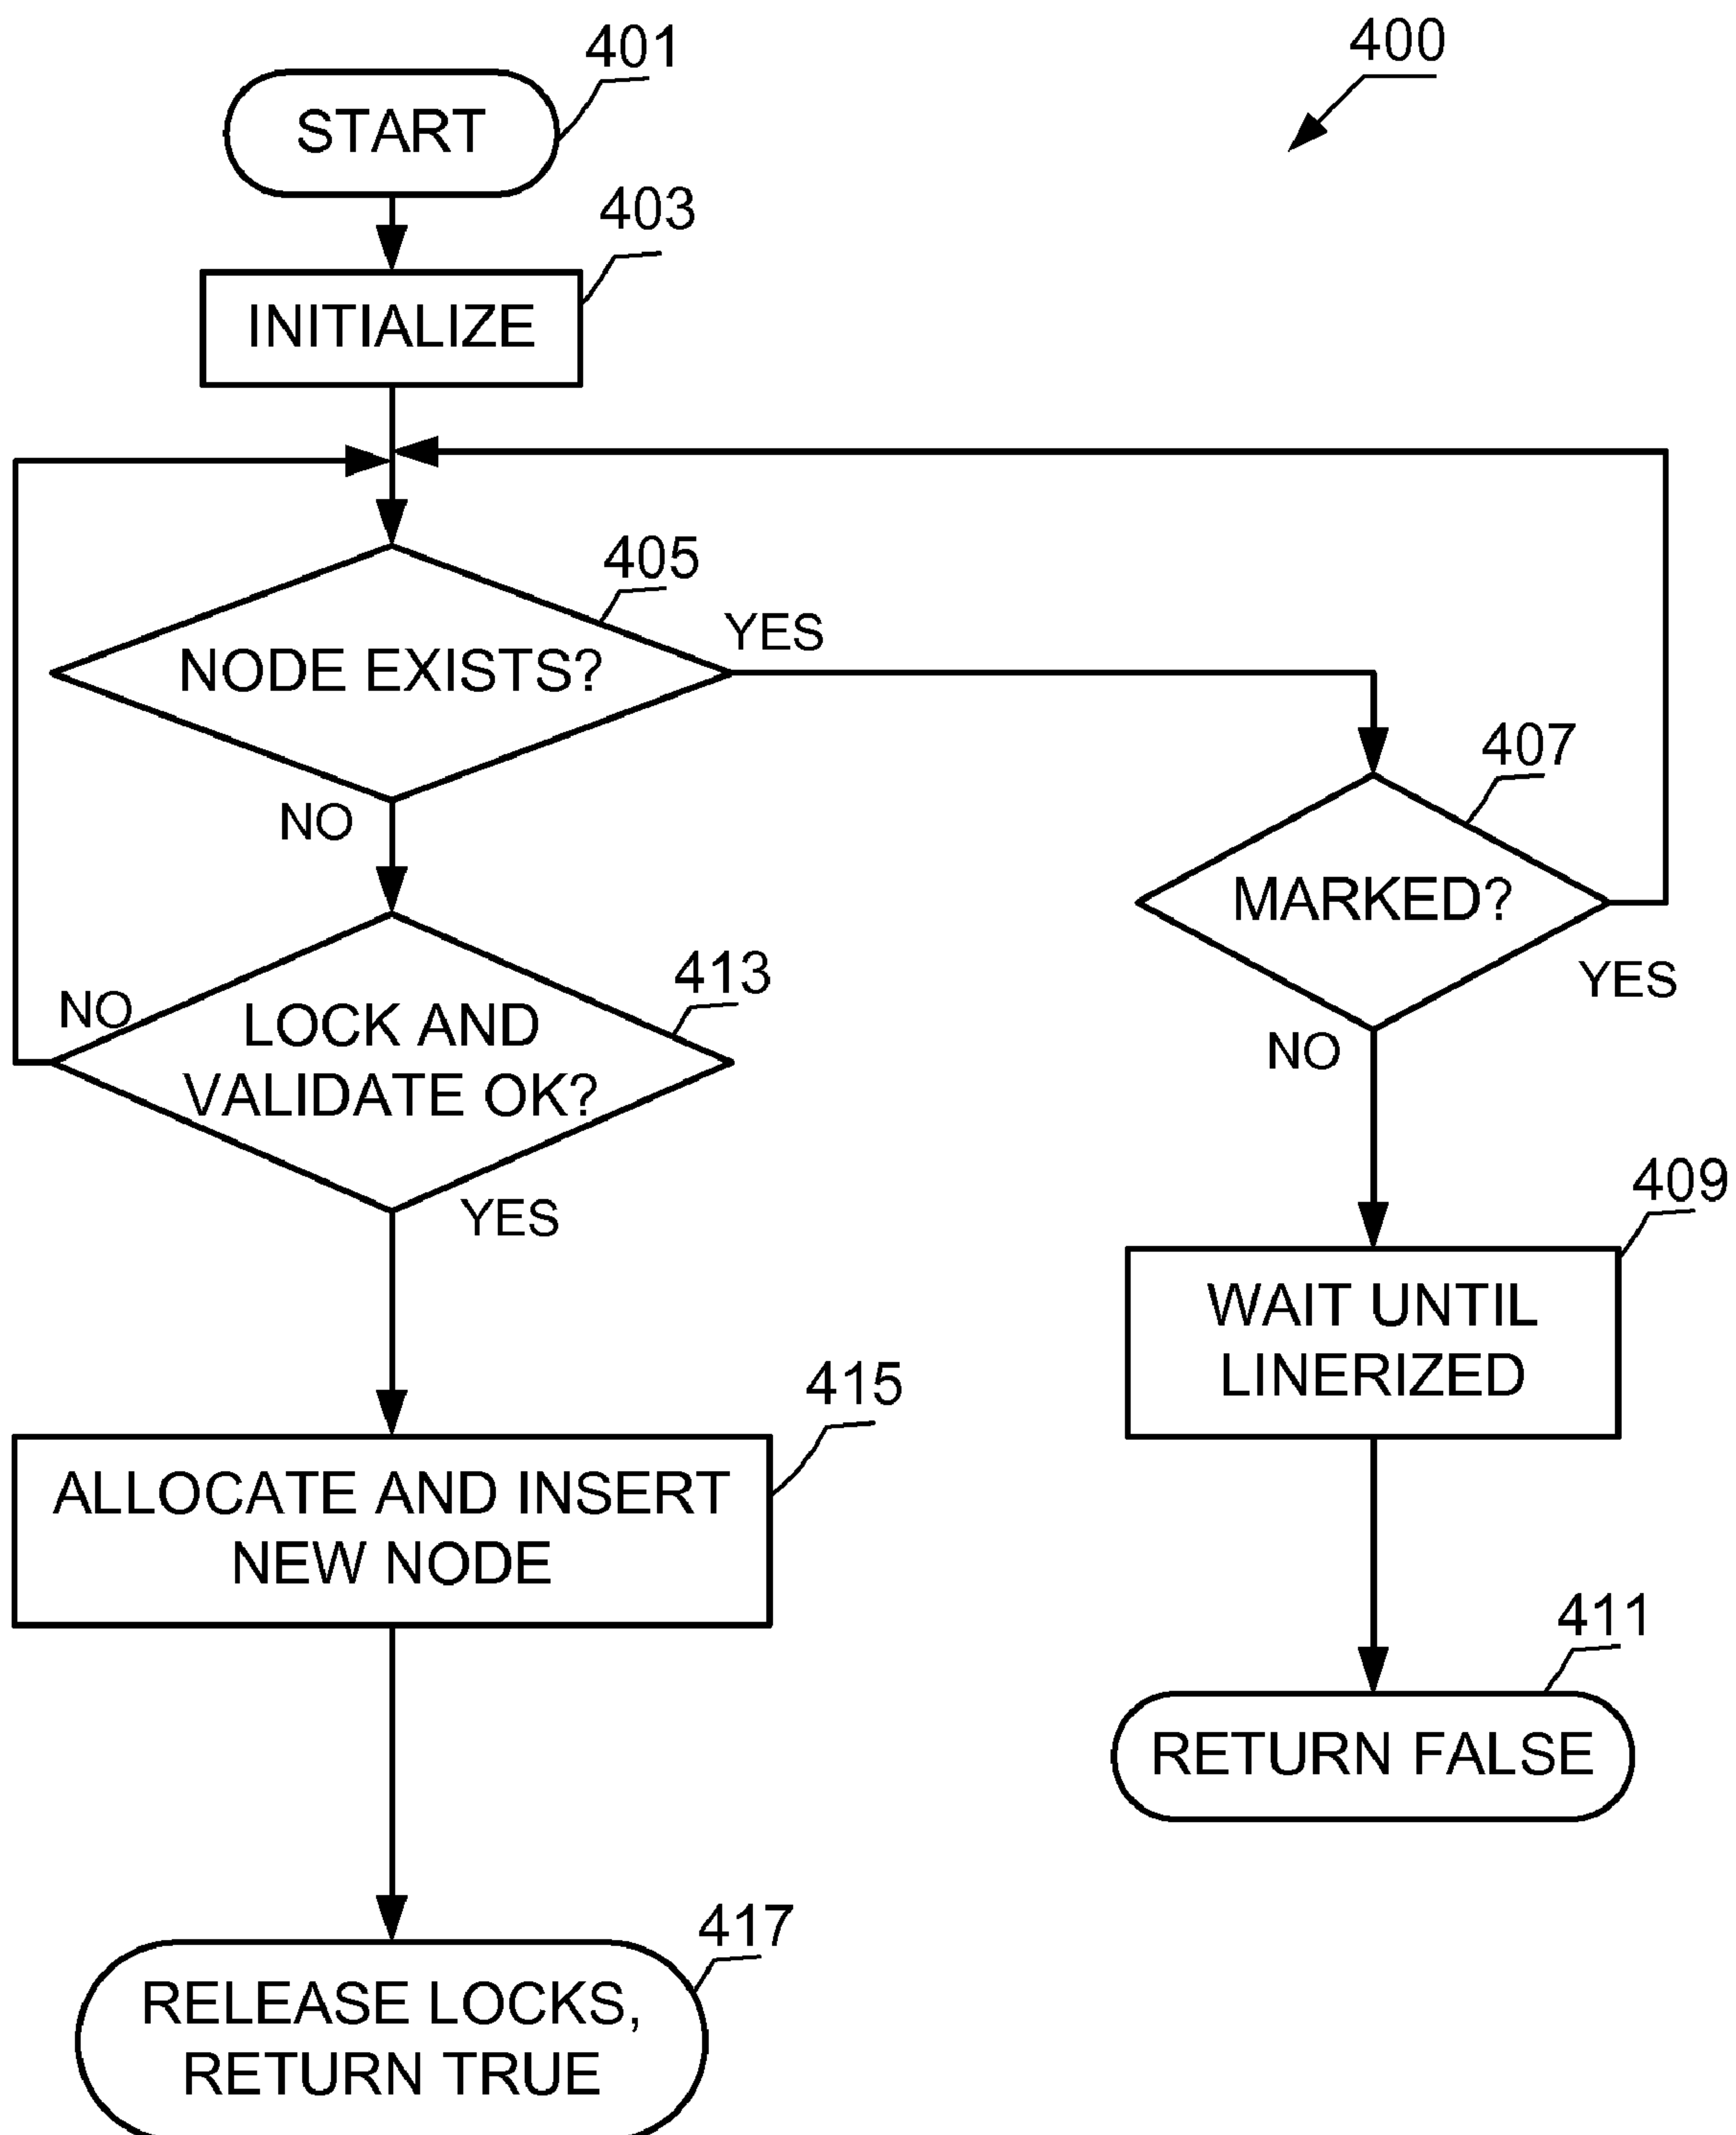 401
400
START
403
INITIALIZE
405
YES
NODE EXISTS?
407
NO
MARKED?
413
YES
NO
LOCK AND
VALIDATE OK?
NO
YES
409
WAIT UNTIL
LINERIZED
415
ALLOCATE AND INSERT
NEW NODE
411
RETURN FALSE
417
RELEASE LOCKS,
RETURN TRUE